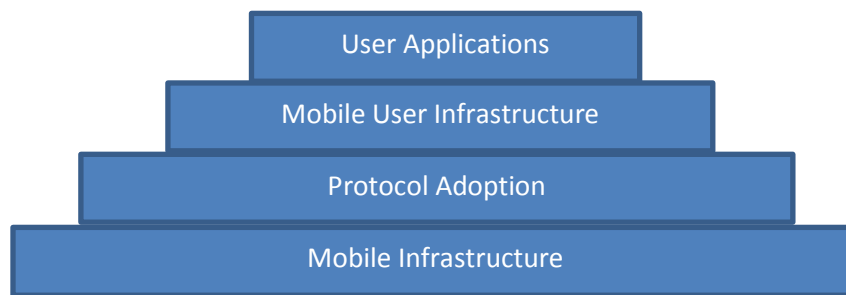 User Applications
Mobile User Infrastructure
Protocol Adoption
Mobile Infrastructure